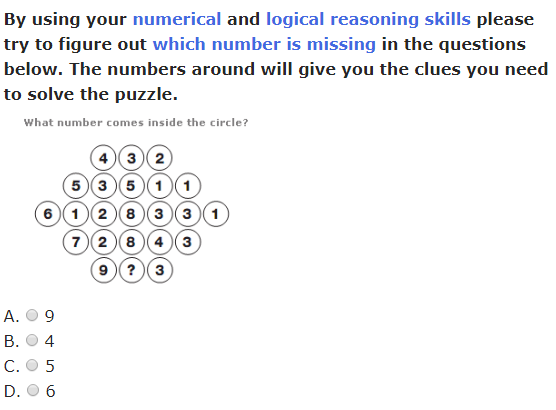 By using your numerical and logical reasoning skills please
try to figure out which number is missing in the questions
below. The numbers around will give you the clues you need
to solve the puzzle.
What number comes inside the circle?
4 3 2
5 3 5 1 1
6 1 2 8 3 3 1
7 2 8 4 3
9 ? 3
A. 9
B. 4
C. 5
D. 6